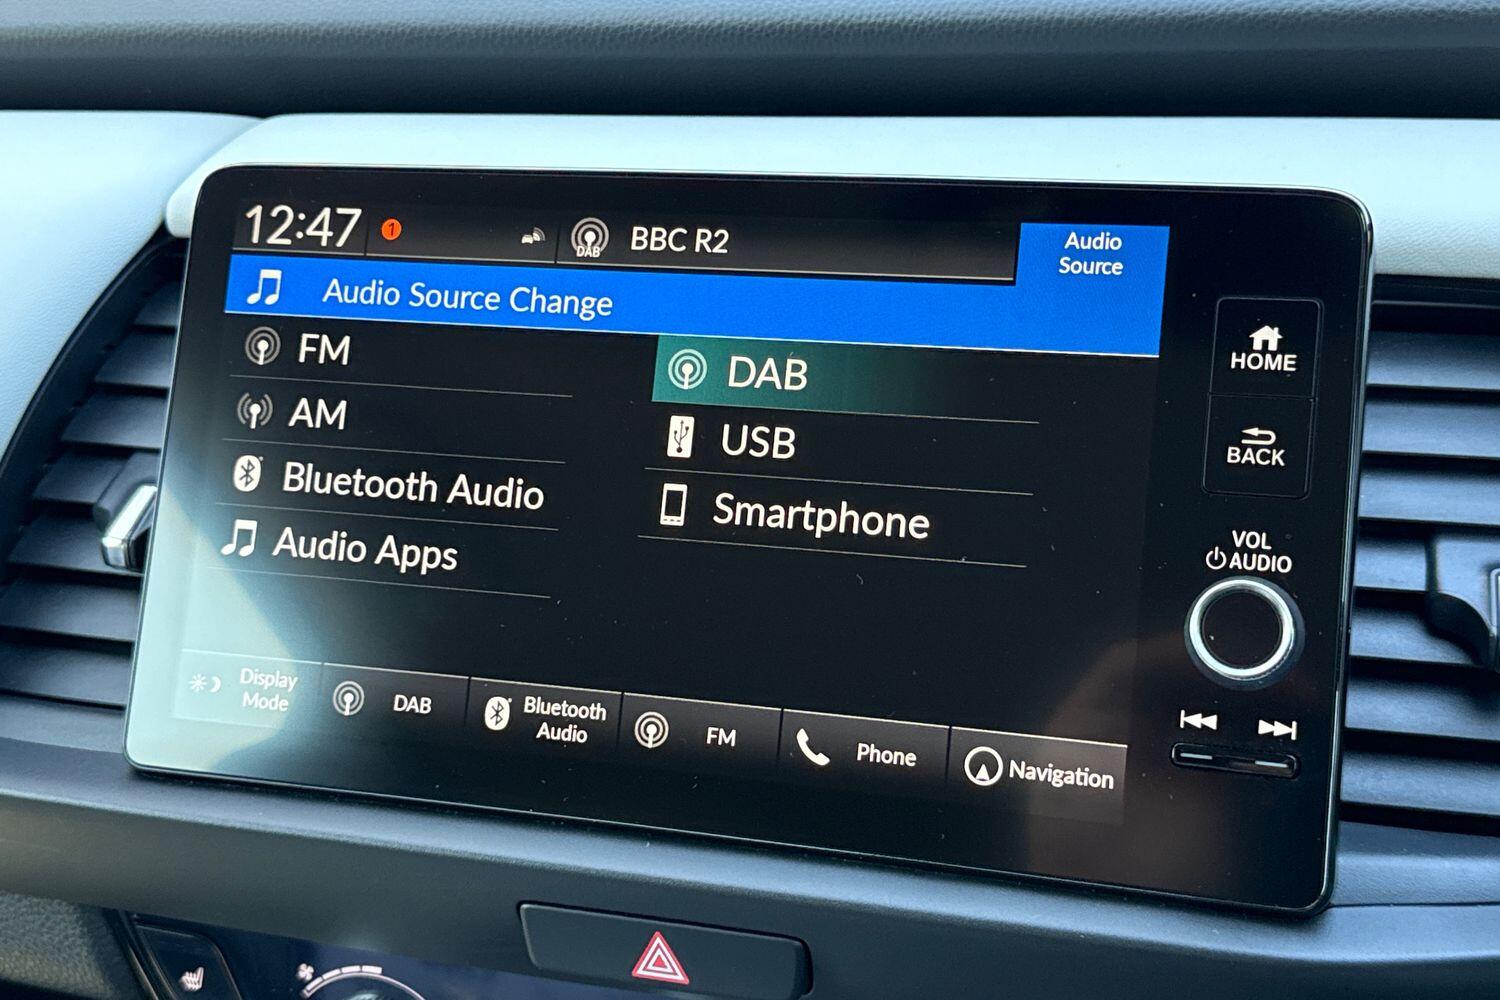 12:47
1
DAB
BBC R2
Audio
Source
Audio Source Change
FM
DAB
AM
USB
Bluetooth Audio
Smartphone
Audio Apps
HOME
BACK
VOL
AUDIO
Display
Mode
DAB
Bluetooth
Audio
FM
Phone
Navigation